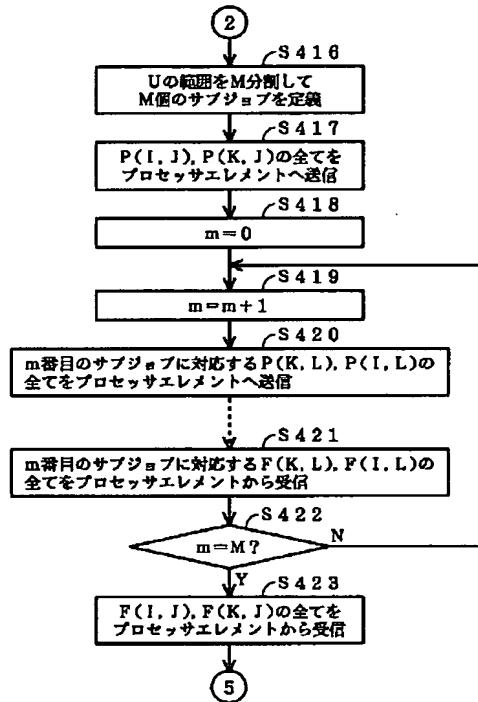 2
S416
Uの範囲をM分割して
M個のサブジョブを定義
S417
P(I,J),P(K,J)の全てを
プロセッサエレメントへ送信
S418
m=0
S419
m=m+1
S420
m番目のサブジョブに対応するP(K,L),P(I,L)の
全てをプロセッサエレメントへ送信
S421
m番目のサブジョブに対応するF(K,L),F(I,L)の
全てをプロセッサエレメントから受信
S422
m=M?
N
Y
S423
F(I,J),F(K,J)の全てを
プロセッサエレメントから受信
5